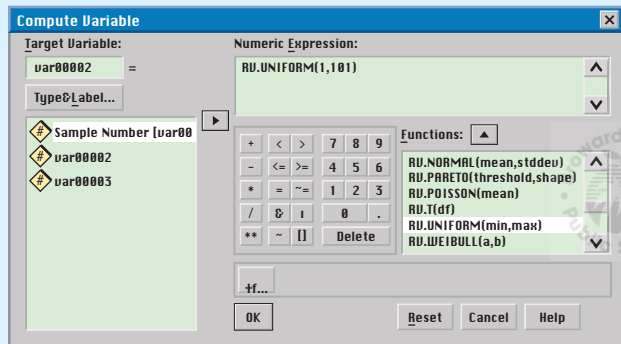 Compute Variable
Target Variable:
var00002 =
Type&Label...
Sample Number [var00
var00002
var00003
Numeric Expression:
RV.UNIFORM(1,101)
+ < > 7 8 9
- <= >= 4 5 6
* = ~= 1 2 3
/ & ı 0 .
** ~ [] Delete
Functions:
RV.NORMAL(mean,stddev)
RV.PARETO(threshold,shape)
RV.POISSON(mean)
RV.T(df)
RV.UNIFORM(min,max)
RV.WEIBULL(a,b)
OK
Reset Cancel Help